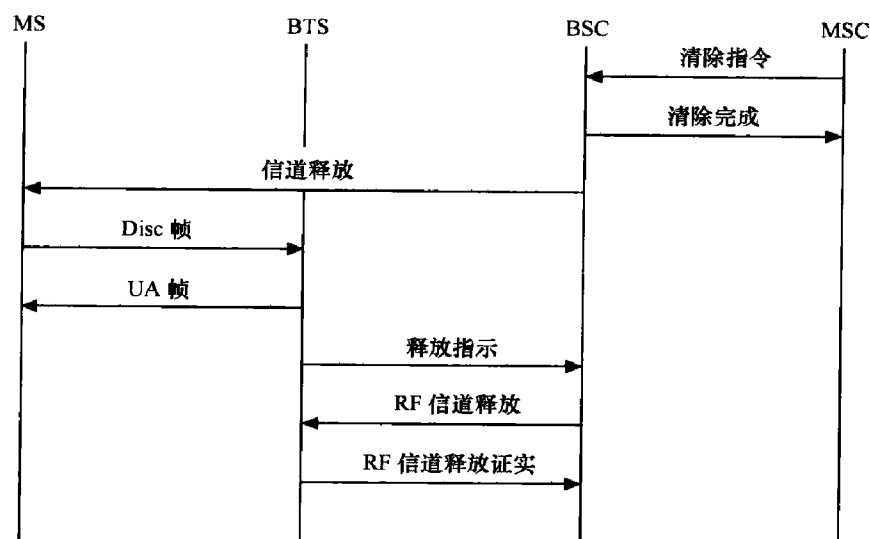 MS
BTS
BSC
MSC
清除指令
清除完成
信道释放
Disc 帧
UA 帧
释放指示
RF 信道释放
RF 信道释放证实